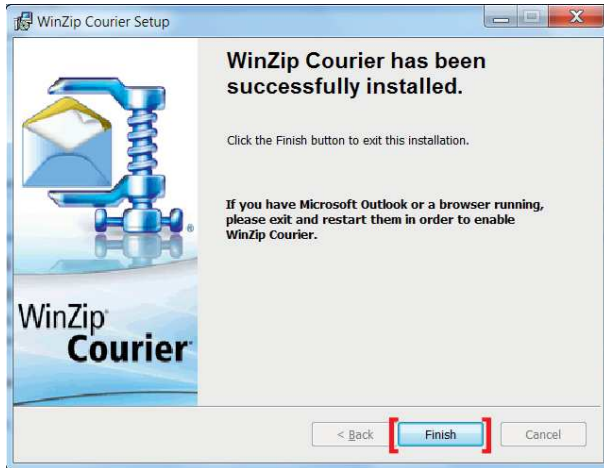 WinZip Courier Setup
WinZip Courier has been
successfully installed.
Click the Finish button to exit this installation.
If you have Microsoft Outlook or a browser running,
please exit and restart them in order to enable
WinZip Courier.
®
WinZip®
Courier
< Back
Finish
Cancel